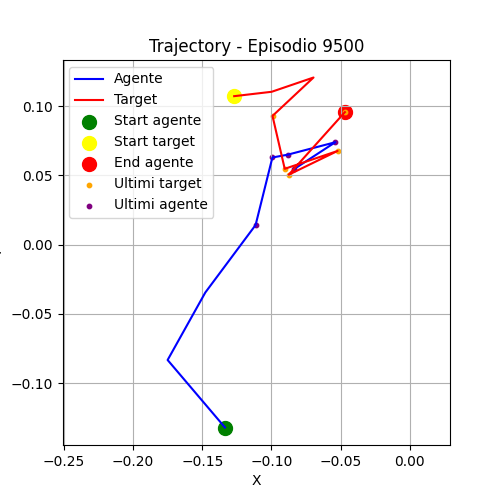 Trajectory - Episodio 9500
Agente
Target
Start agente
Start target
End agente
Ultimi target
Ultimi agente
0.10
0.05
0.00
−0.05
−0.10
−0.25
−0.20
−0.15
−0.10
−0.05
0.00
X